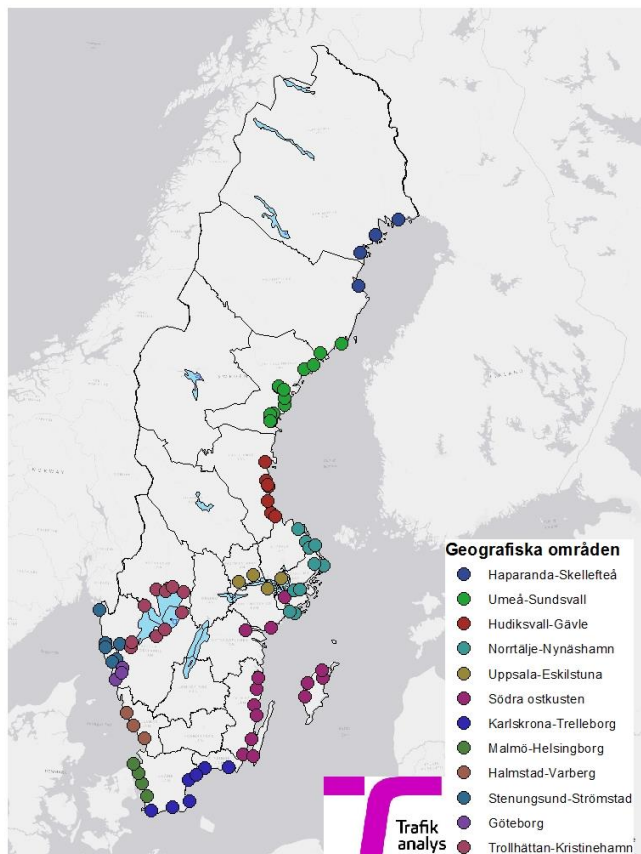 Geografiska områden
Haparanda-Skellefteå
Umeå-Sundsvall
Hudiksvall-Gävle
Norrtälje-Nynäshamn
Uppsala-Eskilstuna
Södra ostkusten
Karlskrona-Trelleborg
Malmö-Helsingborg
Halmstad-Varberg
Stenungsund-Strömstad
Göteborg
Trollhättan-Kristinehamn
Trafik
analys